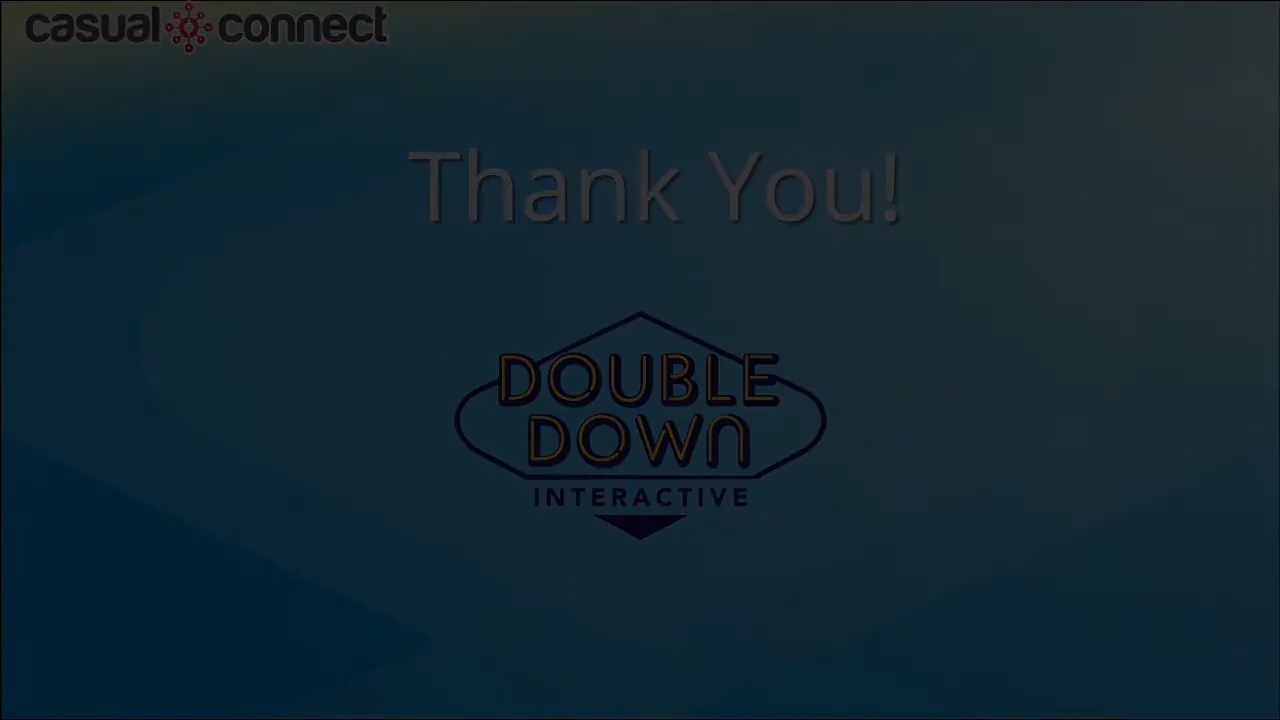 casual connect
Thank You!
DOUBLE
DOWN
INTERACTIVE